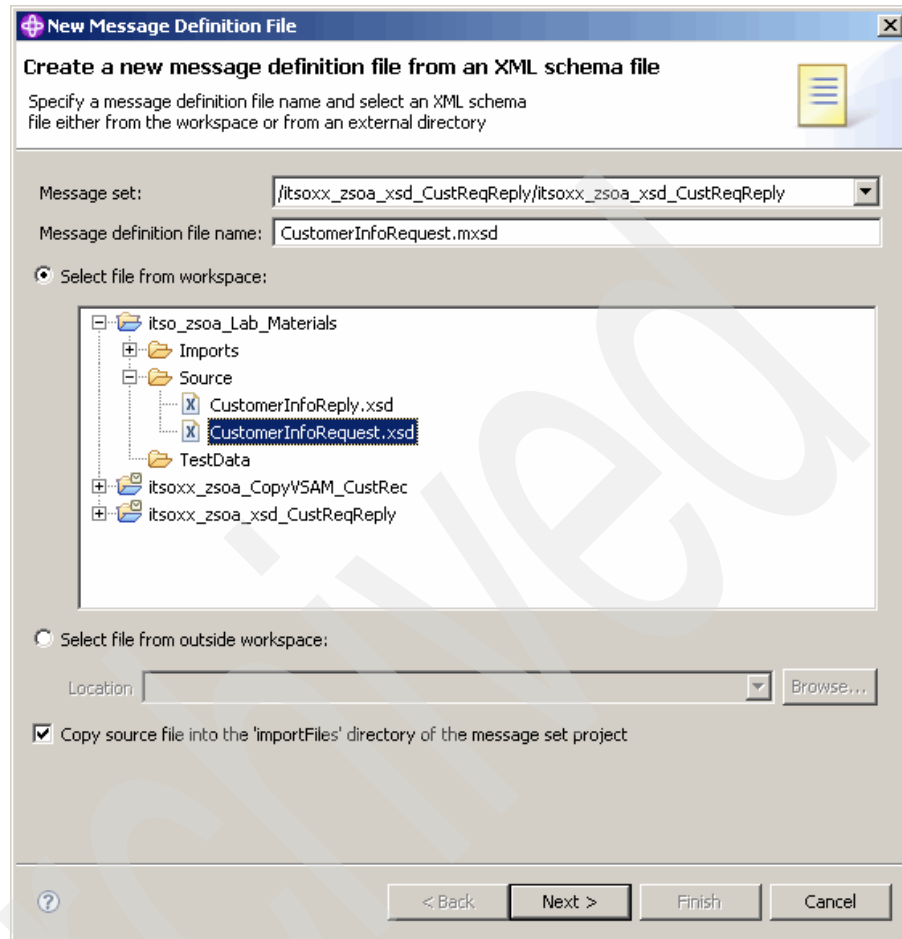 New Message Definition File
Create a new message definition file from an XML schema file
Specify a message definition file name and select an XML schema
file either from the workspace or from an external directory
Message set: /itsoxx_zsoa_xsd_CustReqReply/itsoxx_zsoa_xsd_CustReqReply
Message definition file name: CustomerInfoRequest.mxsd
Select file from workspace:
itso_zsoa_Lab_Materials
Imports
Source
CustomerInfoReply.xsd
CustomerInfoRequest.xsd
TestData
itsoxx_zsoa_CopyVSAM_CustRec
itsoxx_zsoa_xsd_CustReqReply
Select file from outside workspace:
Location Browse...
Copy source file into the 'importFiles' directory of the message set project
? < Back Next > Finish Cancel